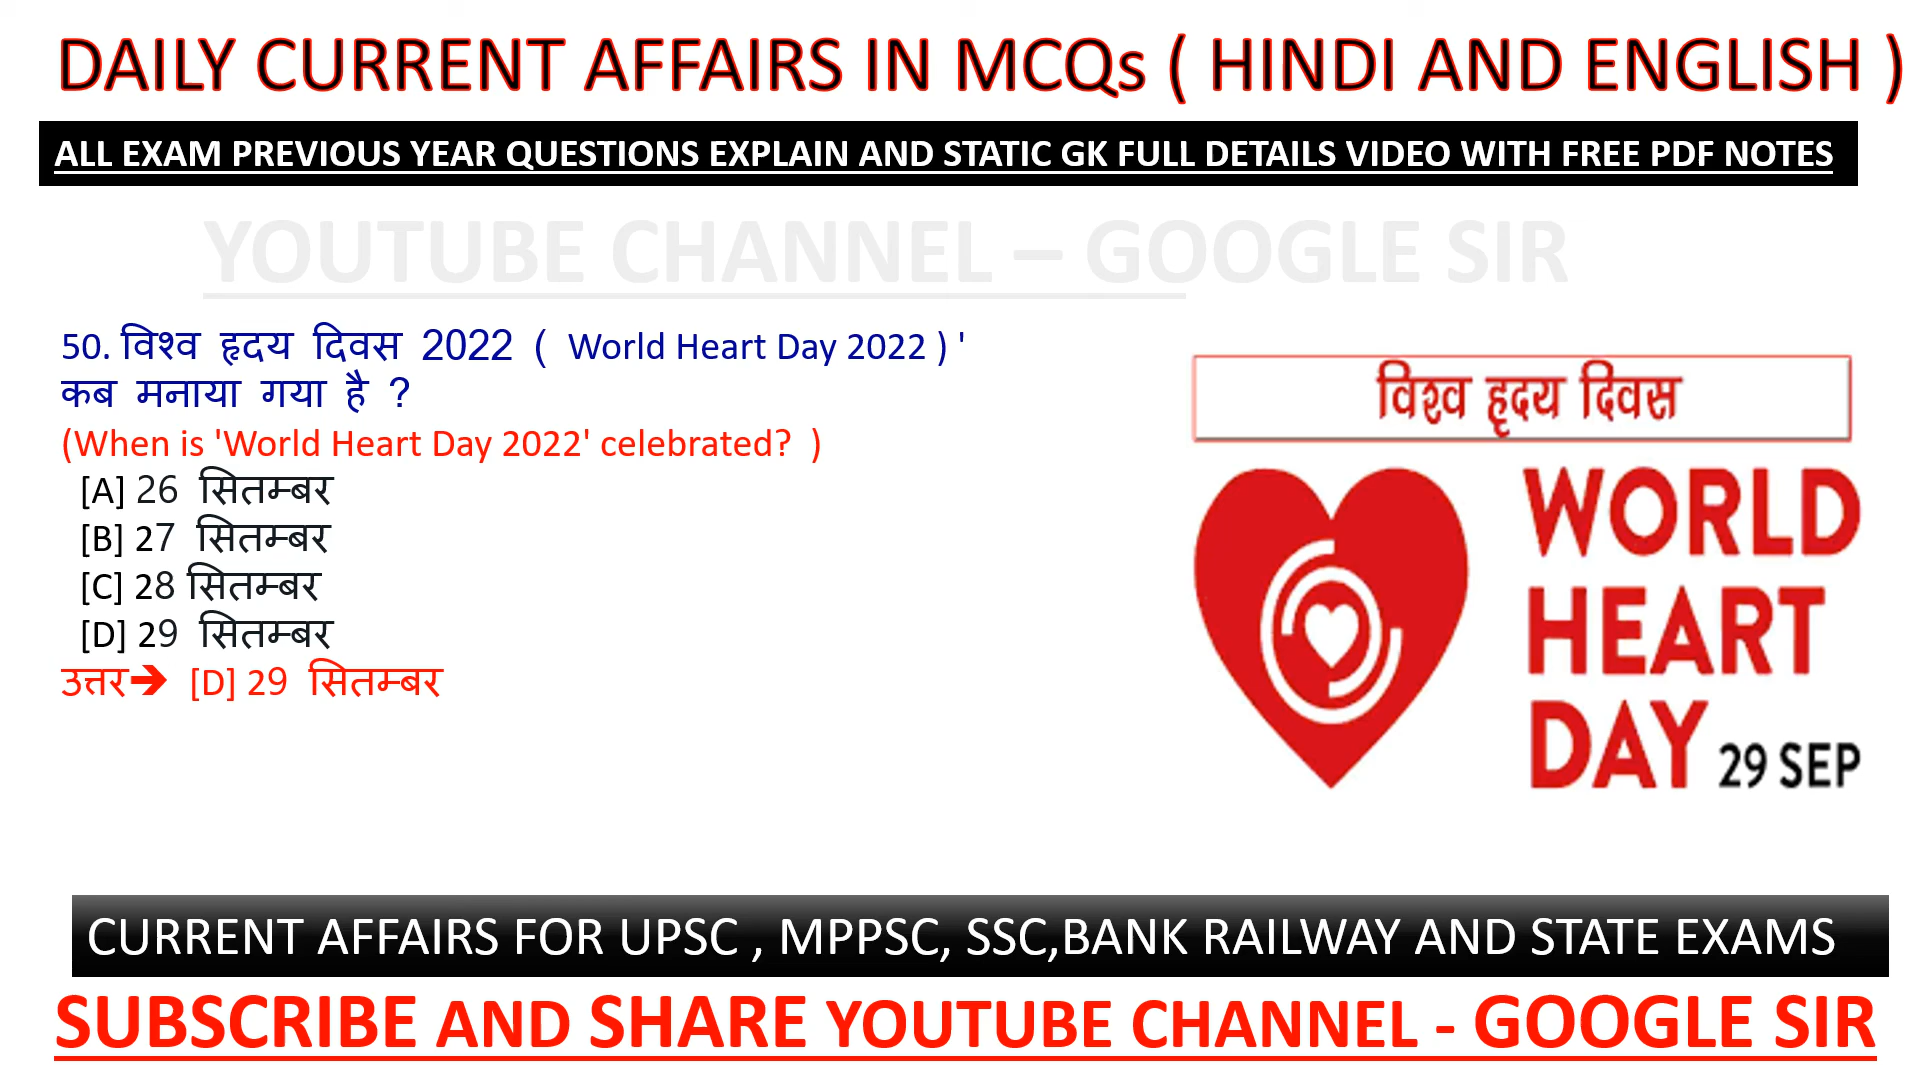 DAILY CURRENT AFFAIRS IN MCQs ( HINDI AND ENGLISH )
ALL EXAM PREVIOUS YEAR QUESTIONS EXPLAIN AND STATIC GK FULL DETAILS VIDEO WITH FREE PDF NOTES
YOUTUBE CHANNEL – GOOGLE SIR
50. विश्व हृदय दिवस 2022 ( World Heart Day 2022 ) '
कब मनाया गया है ?
(When is 'World Heart Day 2022' celebrated? )
[A] 26 सितम्बर
[B] 27 सितम्बर
[C] 28 सितम्बर
[D] 29 सितम्बर
उत्तर➔ [D] 29 सितम्बर
विश्व हृदय दिवस
WORLD
HEART
DAY 29 SEP
CURRENT AFFAIRS FOR UPSC , MPPSC, SSC,BANK RAILWAY AND STATE EXAMS
SUBSCRIBE AND SHARE YOUTUBE CHANNEL - GOOGLE SIR